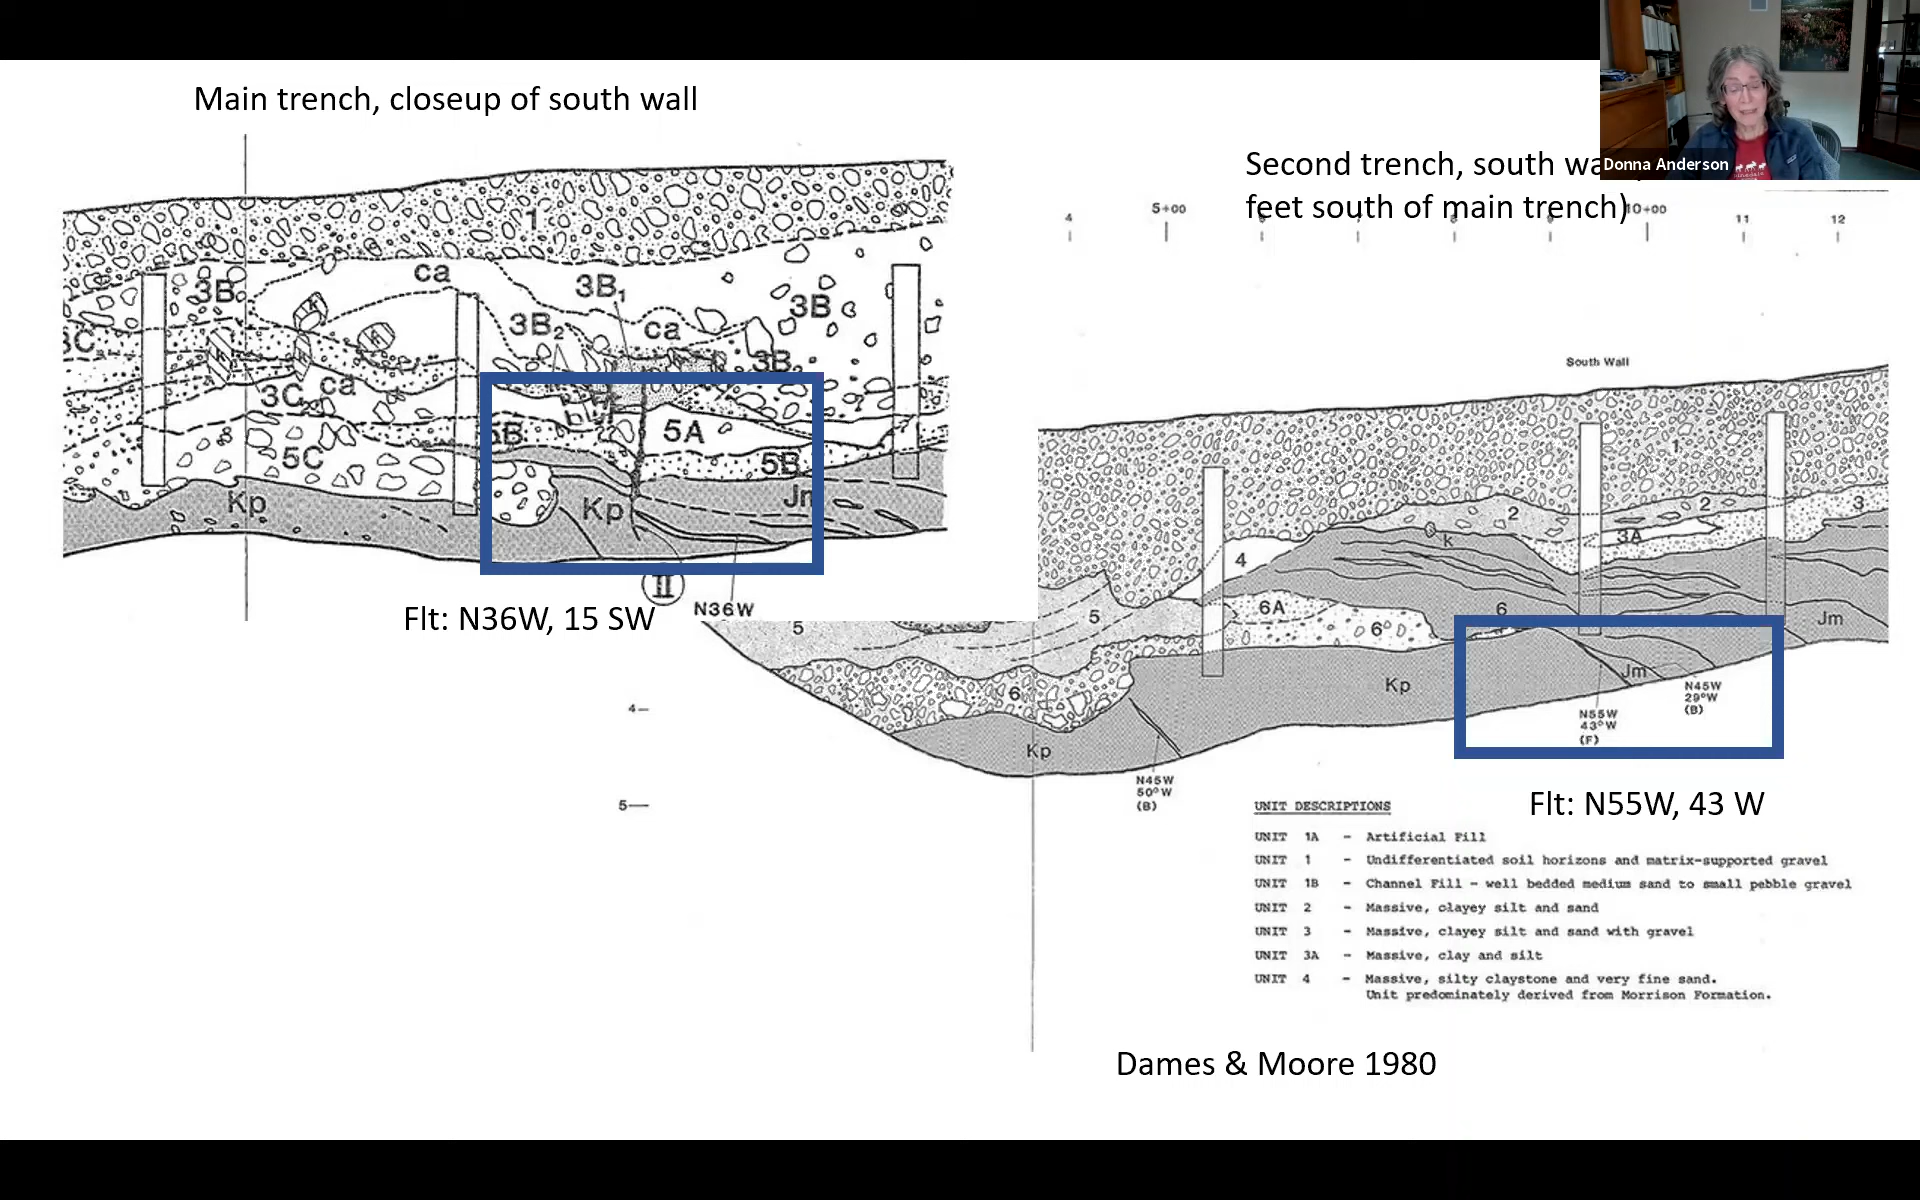 Main trench, closeup of south wall
1
ca
3B
3B₁
3B
3B₂
ca
k
k
k
3C
3C₂
ca
5B
5A
5B
5C
Kp
Kp
Jm
II
N36W
Flt: N36W, 15 SW
Donna Anderson
Second trench, south wa
feet south of main trench)
4
5+00
10+00
11
12
South Wall
1
2
2
3
3A
k
4
5
5
6A
6
6
6
Jm
Jm
Kp
Kp
4—
5—
N45W
29°W
(B)
N55W
43°W
(F)
N45W
50°W
(B)
Flt: N55W, 43 W
UNIT DESCRIPTIONS
UNIT 1A - Artificial Fill
UNIT 1 - Undifferentiated soil horizons and matrix-supported gravel
UNIT 1B - Channel Fill - well bedded medium sand to small pebble gravel
UNIT 2 - Massive, clayey silt and sand
UNIT 3 - Massive, clayey silt and sand with gravel
UNIT 3A - Massive, clay and silt
UNIT 4 - Massive, silty claystone and very fine sand.
Unit predominately derived from Morrison Formation.
Dames & Moore 1980